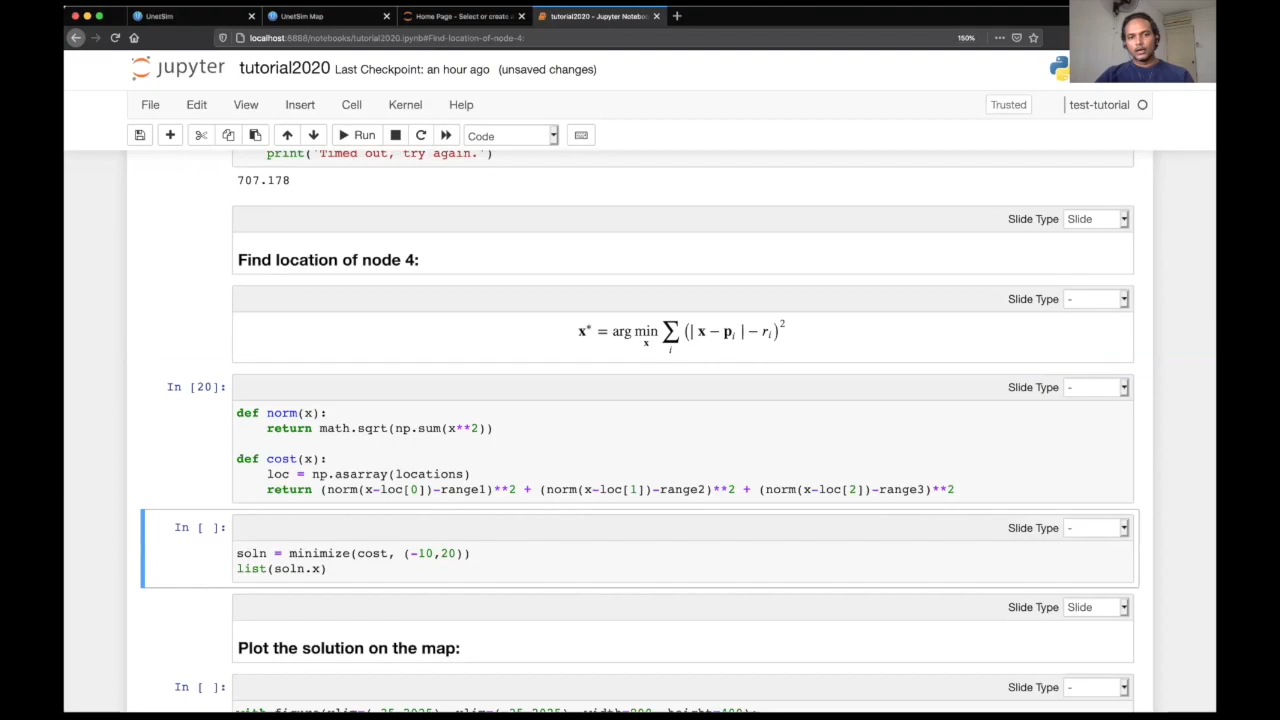 UnetSim
UnetSim Map
Home Page - Select or create a
tutorial2020 - Jupyter Notebo
localhost:8888/notebooks/tutorial2020.ipynb#Find-location-of-node-4:
150%
jupyter tutorial2020 Last Checkpoint: an hour ago (unsaved changes)
File Edit View Insert Cell Kernel Help
Trusted
test-tutorial
Run
Code
print('Timed out, try again.')
707.178
Slide Type Slide
Find location of node 4:
Slide Type -
x* = arg min_x ∑_i (| x − p_i | − r_i)^2
In [20]:
Slide Type -
def norm(x):
return math.sqrt(np.sum(x**2))
def cost(x):
loc = np.asarray(locations)
return (norm(x-loc[0])-range1)**2 + (norm(x-loc[1])-range2)**2 + (norm(x-loc[2])-range3)**2
In [ ]:
Slide Type -
soln = minimize(cost, (-10,20))
list(soln.x)
Slide Type Slide
Plot the solution on the map:
In [ ]:
Slide Type -